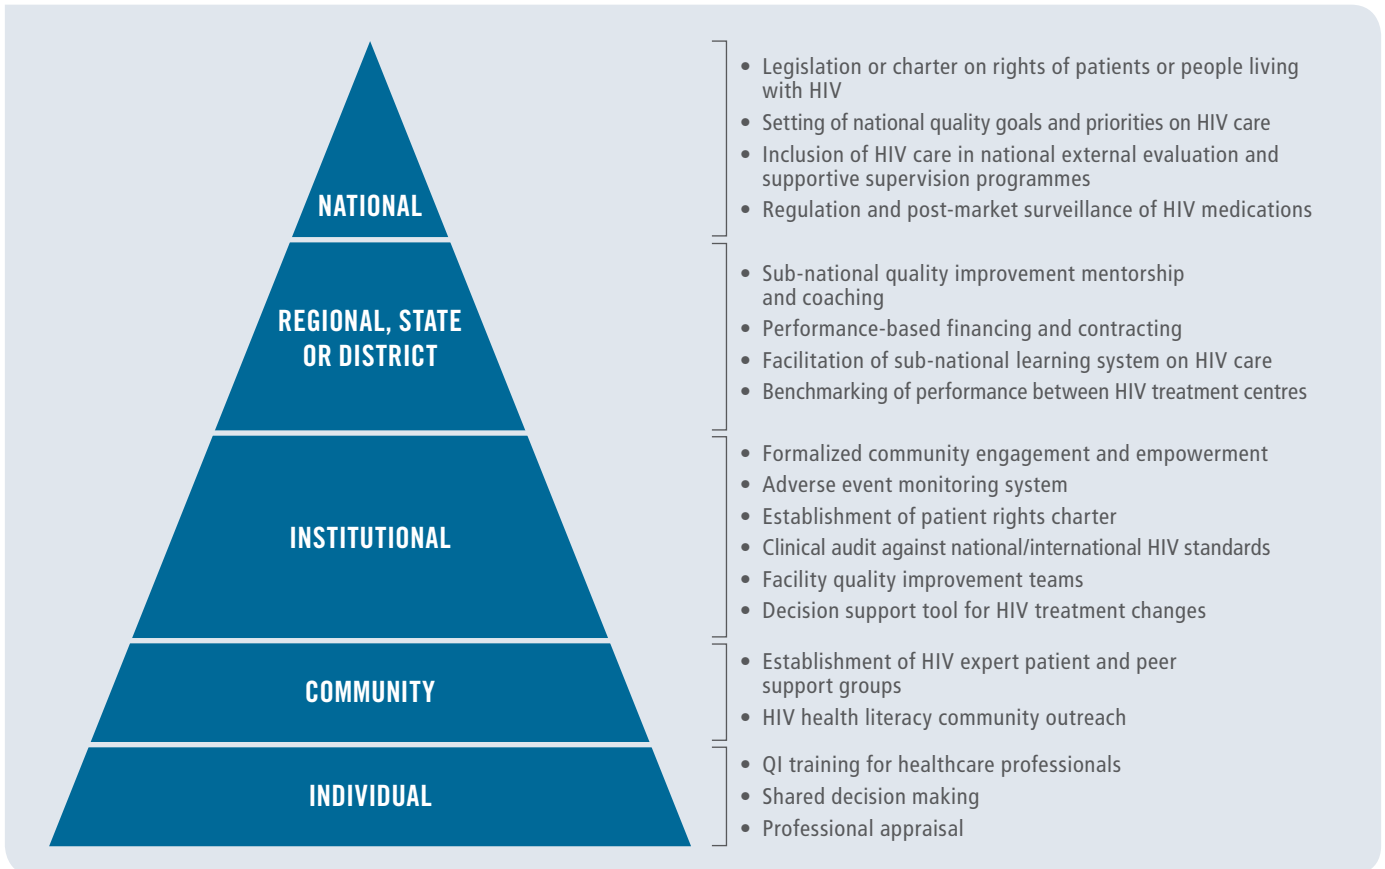 NATIONAL
• Legislation or charter on rights of patients or people living
with HIV
• Setting of national quality goals and priorities on HIV care
• Inclusion of HIV care in national external evaluation and
supportive supervision programmes
• Regulation and post-market surveillance of HIV medications
REGIONAL, STATE
OR DISTRICT
• Sub-national quality improvement mentorship
and coaching
• Performance-based financing and contracting
• Facilitation of sub-national learning system on HIV care
• Benchmarking of performance between HIV treatment centres
INSTITUTIONAL
• Formalized community engagement and empowerment
• Adverse event monitoring system
• Establishment of patient rights charter
• Clinical audit against national/international HIV standards
• Facility quality improvement teams
• Decision support tool for HIV treatment changes
COMMUNITY
• Establishment of HIV expert patient and peer
support groups
• HIV health literacy community outreach
INDIVIDUAL
• QI training for healthcare professionals
• Shared decision making
• Professional appraisal